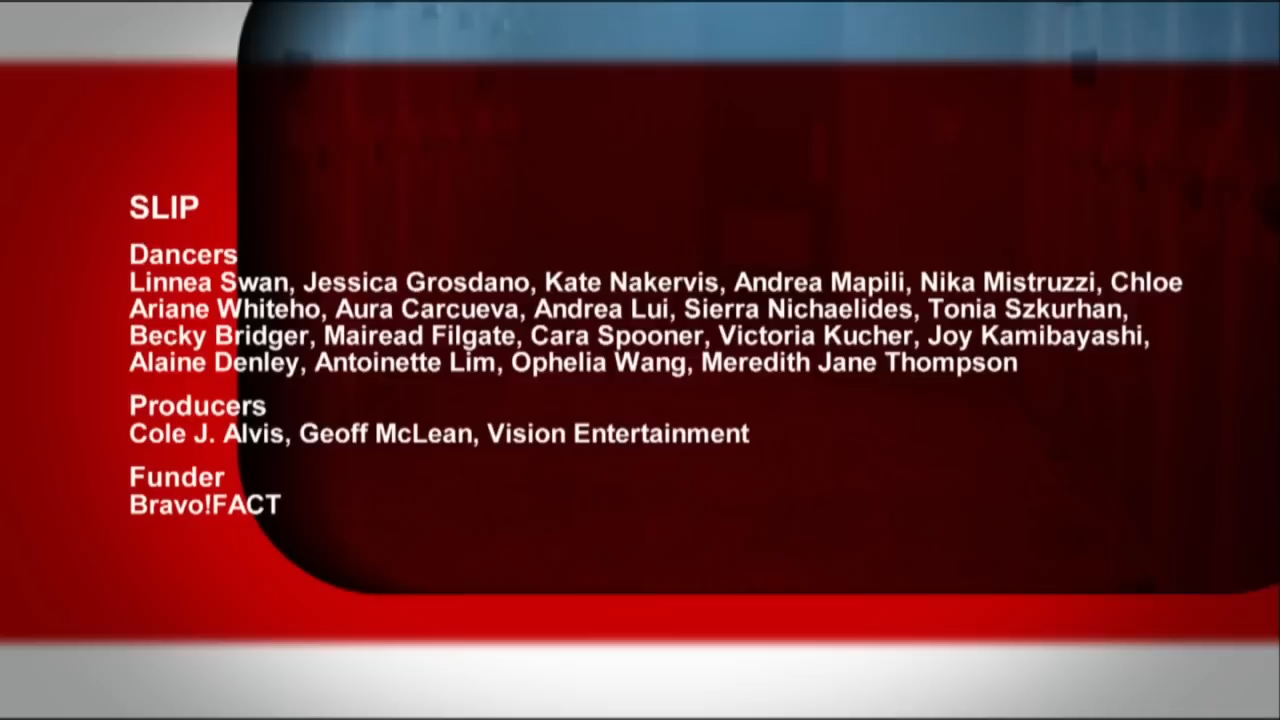 SLIP
Dancers
Linnea Swan, Jessica Grosdano, Kate Nakervis, Andrea Mapili, Nika Mistruzzi, Chloe
Ariane Whiteho, Aura Carcueva, Andrea Lui, Sierra Nichaelides, Tonia Szkurhan,
Becky Bridger, Mairead Filgate, Cara Spooner, Victoria Kucher, Joy Kamibayashi,
Alaine Denley, Antoinette Lim, Ophelia Wang, Meredith Jane Thompson
Producers
Cole J. Alvis, Geoff McLean, Vision Entertainment
Funder
Bravo!FACT